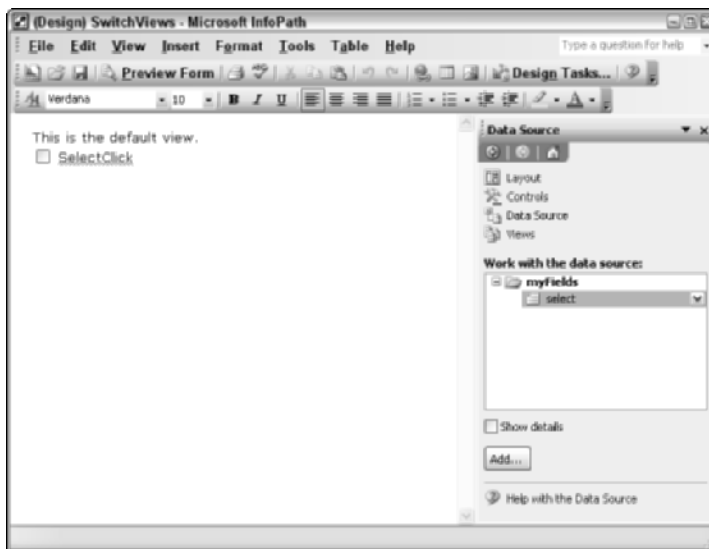 (Design) SwitchViews - Microsoft InfoPath
File Edit View Insert Format Tools Table Help Type a question for help
Preview Form Design Tasks...
Verdana 10 B I U A
This is the default view.
SelectClick
Data Source
Layout
Controls
Data Source
Views
Work with the data source:
myFields
select
Show details
Add...
Help with the Data Source